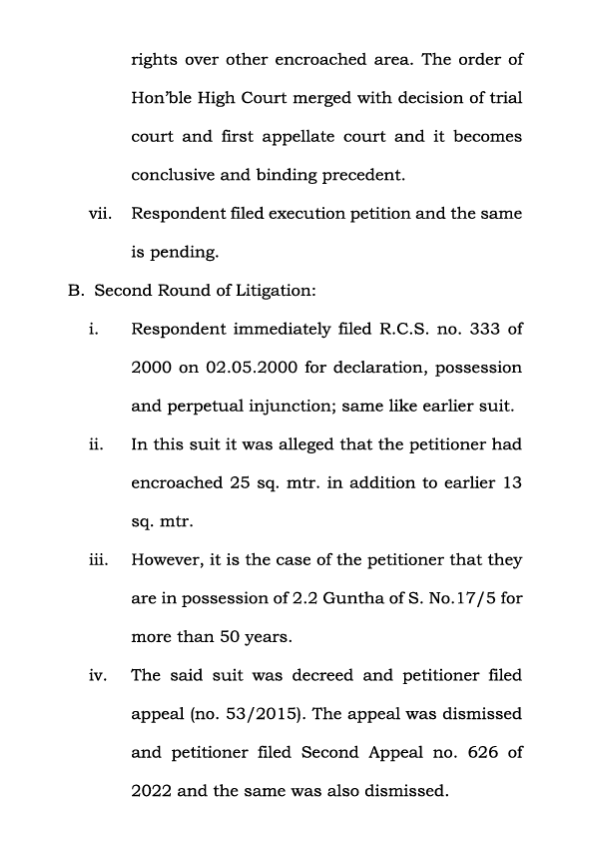 rights over other encroached area. The order of
Hon'ble High Court merged with decision of trial
court and first appellate court and it becomes
conclusive and binding precedent.
vii. Respondent filed execution petition and the same
is pending.
B. Second Round of Litigation:
i. Respondent immediately filed R.C.S. no. 333 of
2000 on 02.05.2000 for declaration, possession
and perpetual injunction; same like earlier suit.
ii. In this suit it was alleged that the petitioner had
encroached 25 sq. mtr. in addition to earlier 13
sq. mtr.
iii. However, it is the case of the petitioner that they
are in possession of 2.2 Guntha of S. No.17/5 for
more than 50 years.
iv. The said suit was decreed and petitioner filed
appeal (no. 53/2015). The appeal was dismissed
and petitioner filed Second Appeal no. 626 of
2022 and the same was also dismissed.